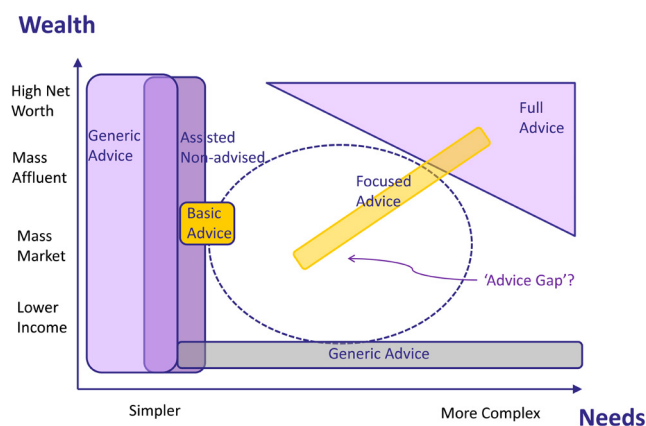 Wealth
High Net
Worth
Mass
Affluent
Mass
Market
Lower
Income
Generic
Advice
Assisted
Non-advised
Basic
Advice
Focused
Advice
Full
Advice
'Advice Gap'?
Generic Advice
Simpler
More Complex
Needs